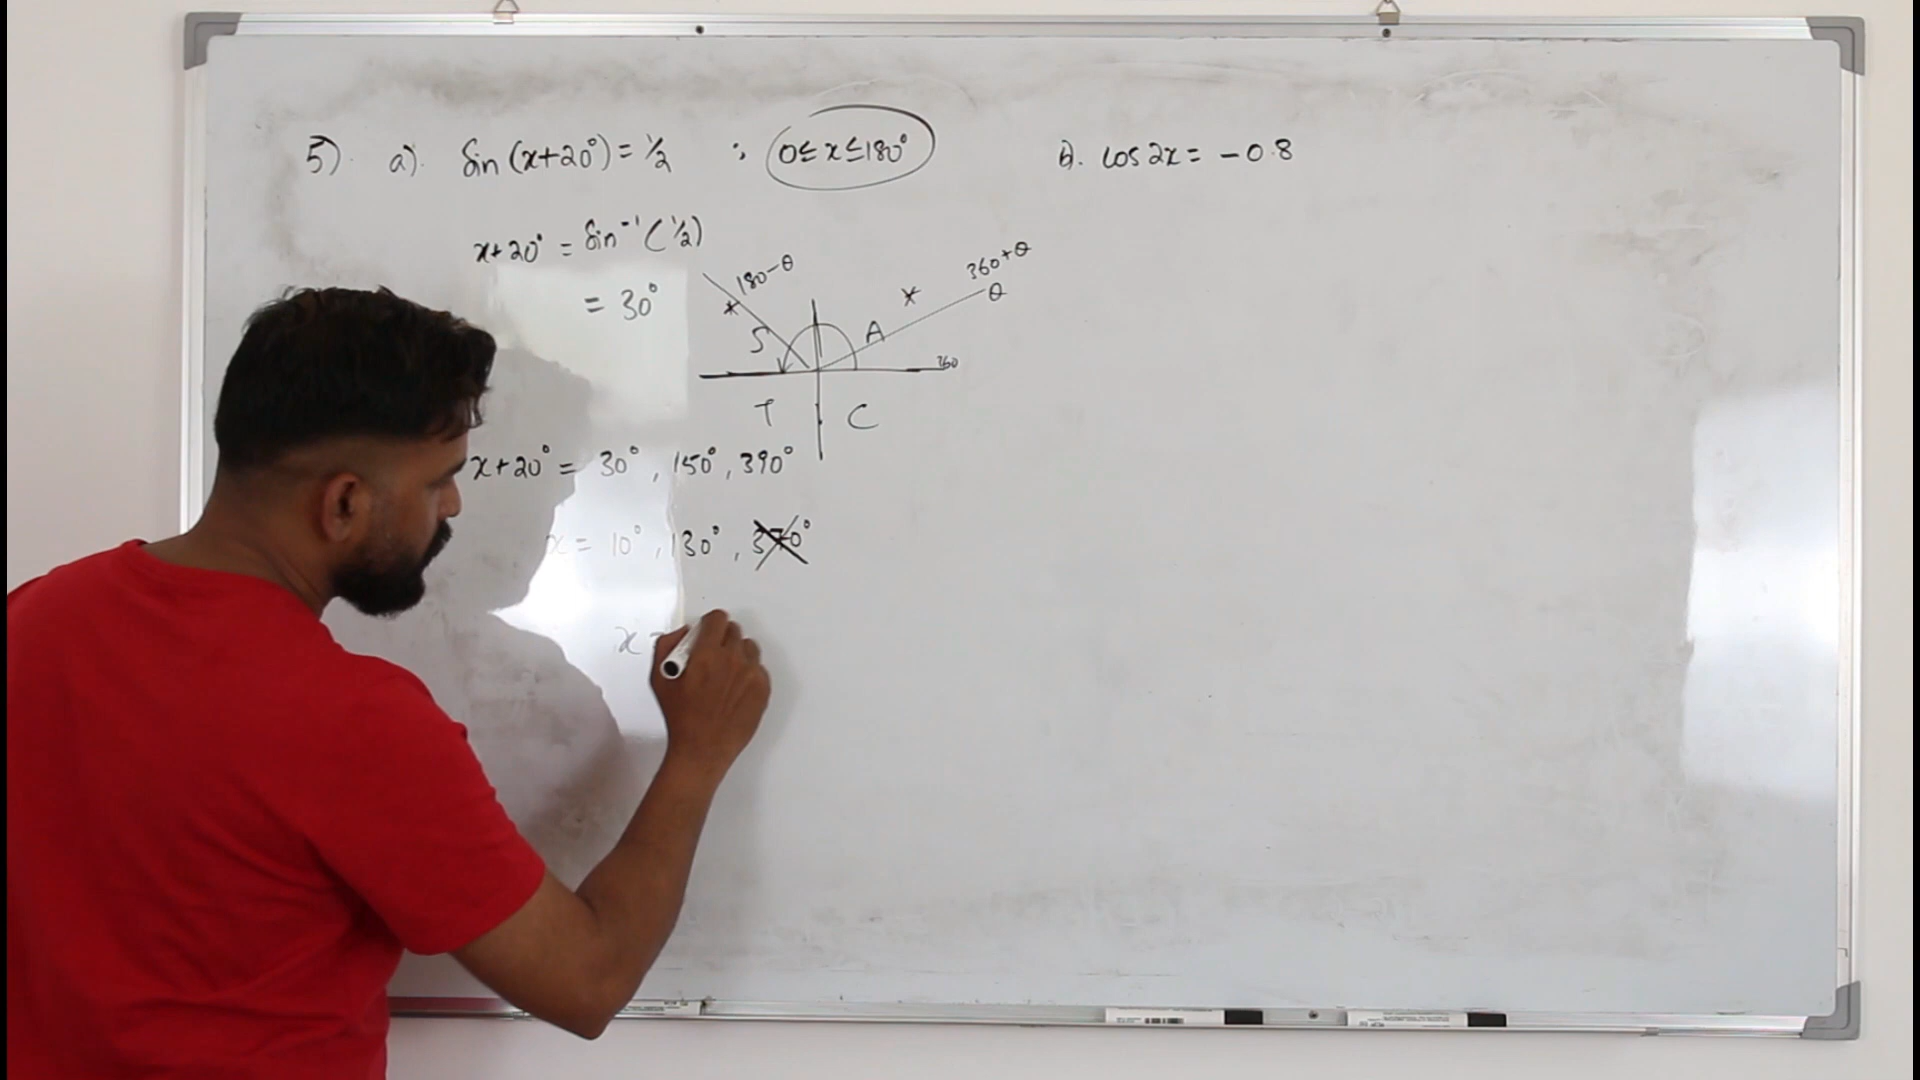 5). a). sin (x+20°) = 1/2 ; 0 ≤ x ≤ 180°
x+20° = sin⁻¹ (1/2)
= 30°
180-θ
360+θ
θ
S A
360
T C
x+20° = 30°, 150°, 390°
x = 10°, 130°, 370°
x =
b). cos 2x = -0.8